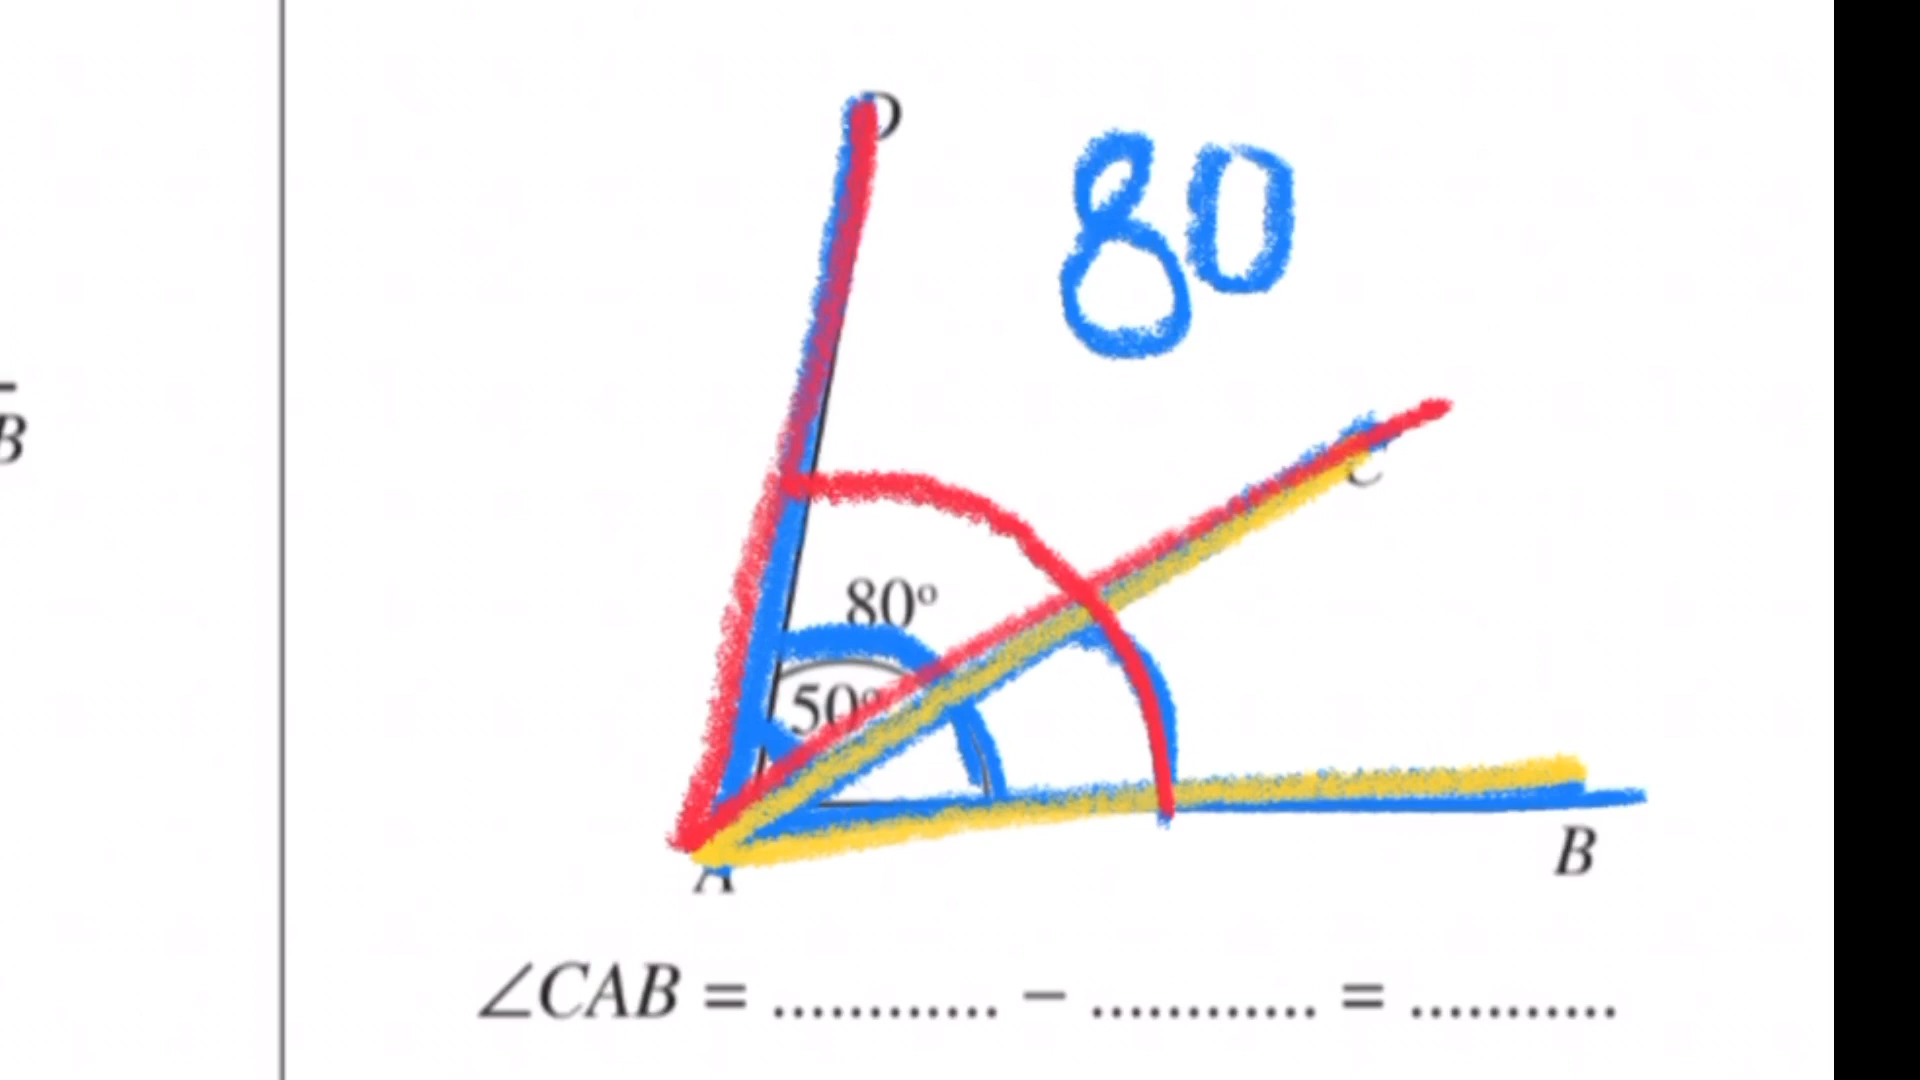 D
80
C
80°
50°
B
B
A
∠CAB = ............ − ............ = ...........